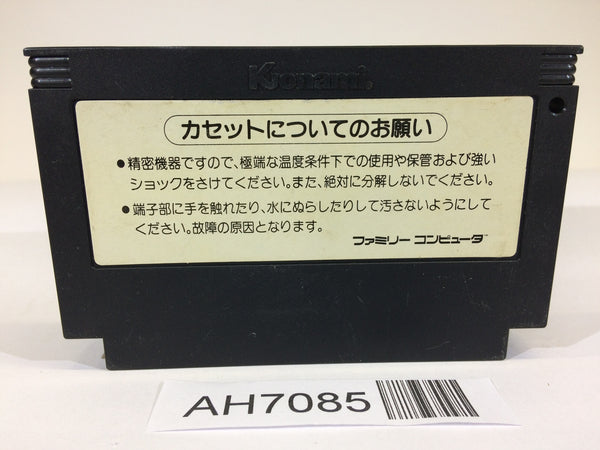 Konami
カセットについてのお願い
●精密機器ですので、極端な温度条件下での使用や保管および強い
ショックをさけてください。また、絶対に分解しないでください。
●端子部に手を触れたり、水にぬらしたりして汚さないようにして
ください。故障の原因となります。
ファミリー コンピュータ
AH7085